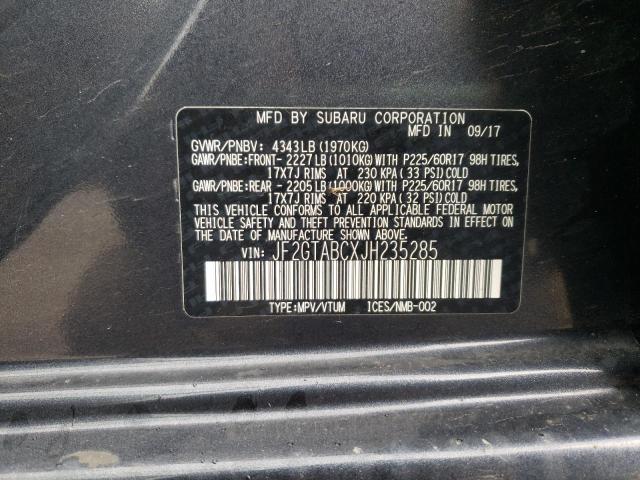 MFD BY SUBARU CORPORATION
MFD IN 09/17
GVWR/PNBV: 4343LB(1970KG)
GAWR/PNBE:FRONT- 2227LB(1010KG)WITH P225/60R17 98H TIRES,
17X7J RIMS AT 230 KPA(33 PSI)COLD
GAWR/PNBE:REAR - 2205LB(1000KG)WITH P225/60R17 98H TIRES,
17X7J RIMS AT 220 KPA(32 PSI)COLD
THIS VEHICLE CONFORMS TO ALL APPLICABLE FEDERAL MOTOR
VEHICLE SAFETY AND THEFT PREVENTION STANDARDS IN EFFECT
ON THE DATE OF MANUFACTURE SHOWN ABOVE.
VIN: JF2GTABCXJH235285
TYPE:MPV/VTUM ICES/NMB-002